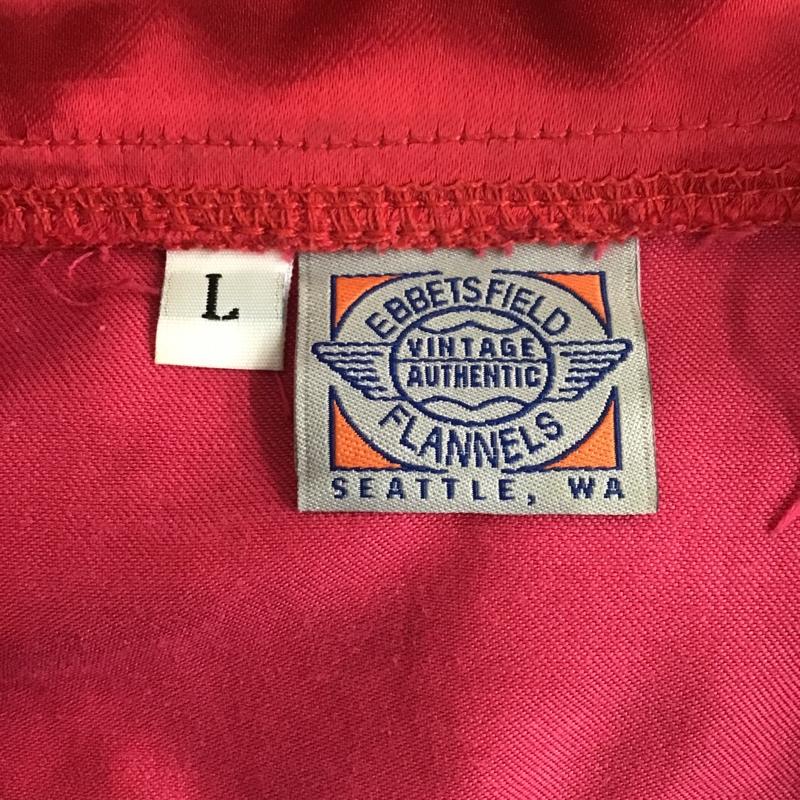 L
EBBETSFIELD
VINTAGE
AUTHENTIC
FLANNELS
SEATTLE, WA